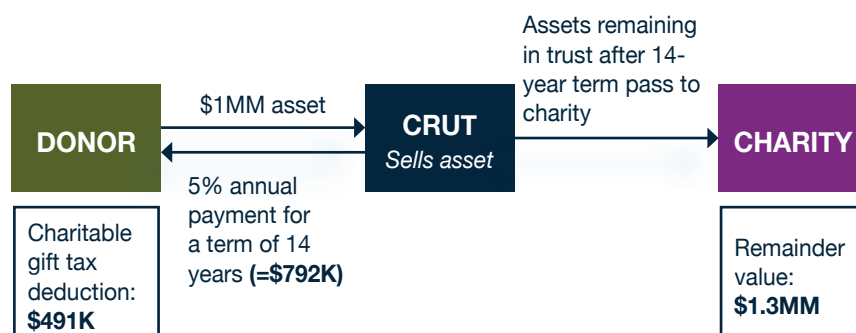 Assets remaining
in trust after 14-
year term pass to
charity
DONOR
$1MM asset
CRUT
Sells asset
CHARITY
5% annual
payment for
a term of 14
years (=$792K)
Charitable
gift tax
deduction:
$491K
Remainder
value:
$1.3MM